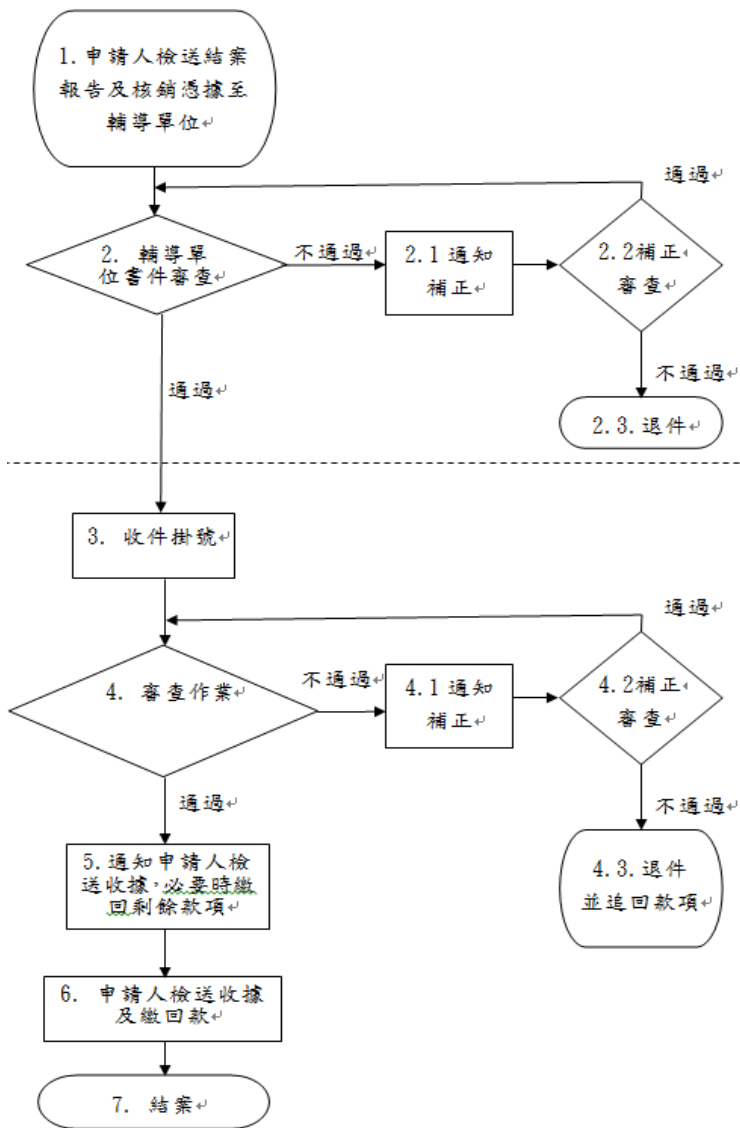 1.申請人檢送結案
報告及核銷憑據至
輔導單位
通過
2. 輔導單
位書件審查
不通過
2.1 通知
補正
2.2補正
審查
通過
不通過
2.3.退件
3. 收件掛號
通過
4. 審查作業
不通過
4.1 通知
補正
4.2補正
審查
通過
不通過
5.通知申請人檢
送收據，必要時繳
回剩餘款項
4.3.退件
並追回款項
6. 申請人檢送收據
及繳回款
7. 結案